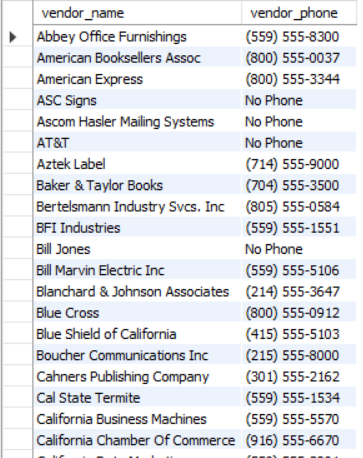 vendor_name vendor_phone
Abbey Office Furnishings (559) 555-8300
American Booksellers Assoc (800) 555-0037
American Express (800) 555-3344
ASC Signs No Phone
Ascom Hasler Mailing Systems No Phone
AT&T No Phone
Aztek Label (714) 555-9000
Baker & Taylor Books (704) 555-3500
Bertelsmann Industry Svcs. Inc (805) 555-0584
BFI Industries (559) 555-1551
Bill Jones No Phone
Bill Marvin Electric Inc (559) 555-5106
Blanchard & Johnson Associates (214) 555-3647
Blue Cross (800) 555-0912
Blue Shield of California (415) 555-5103
Boucher Communications Inc (215) 555-8000
Cahners Publishing Company (301) 555-2162
Cal State Termite (559) 555-1534
California Business Machines (559) 555-5570
California Chamber Of Commerce (916) 555-6670